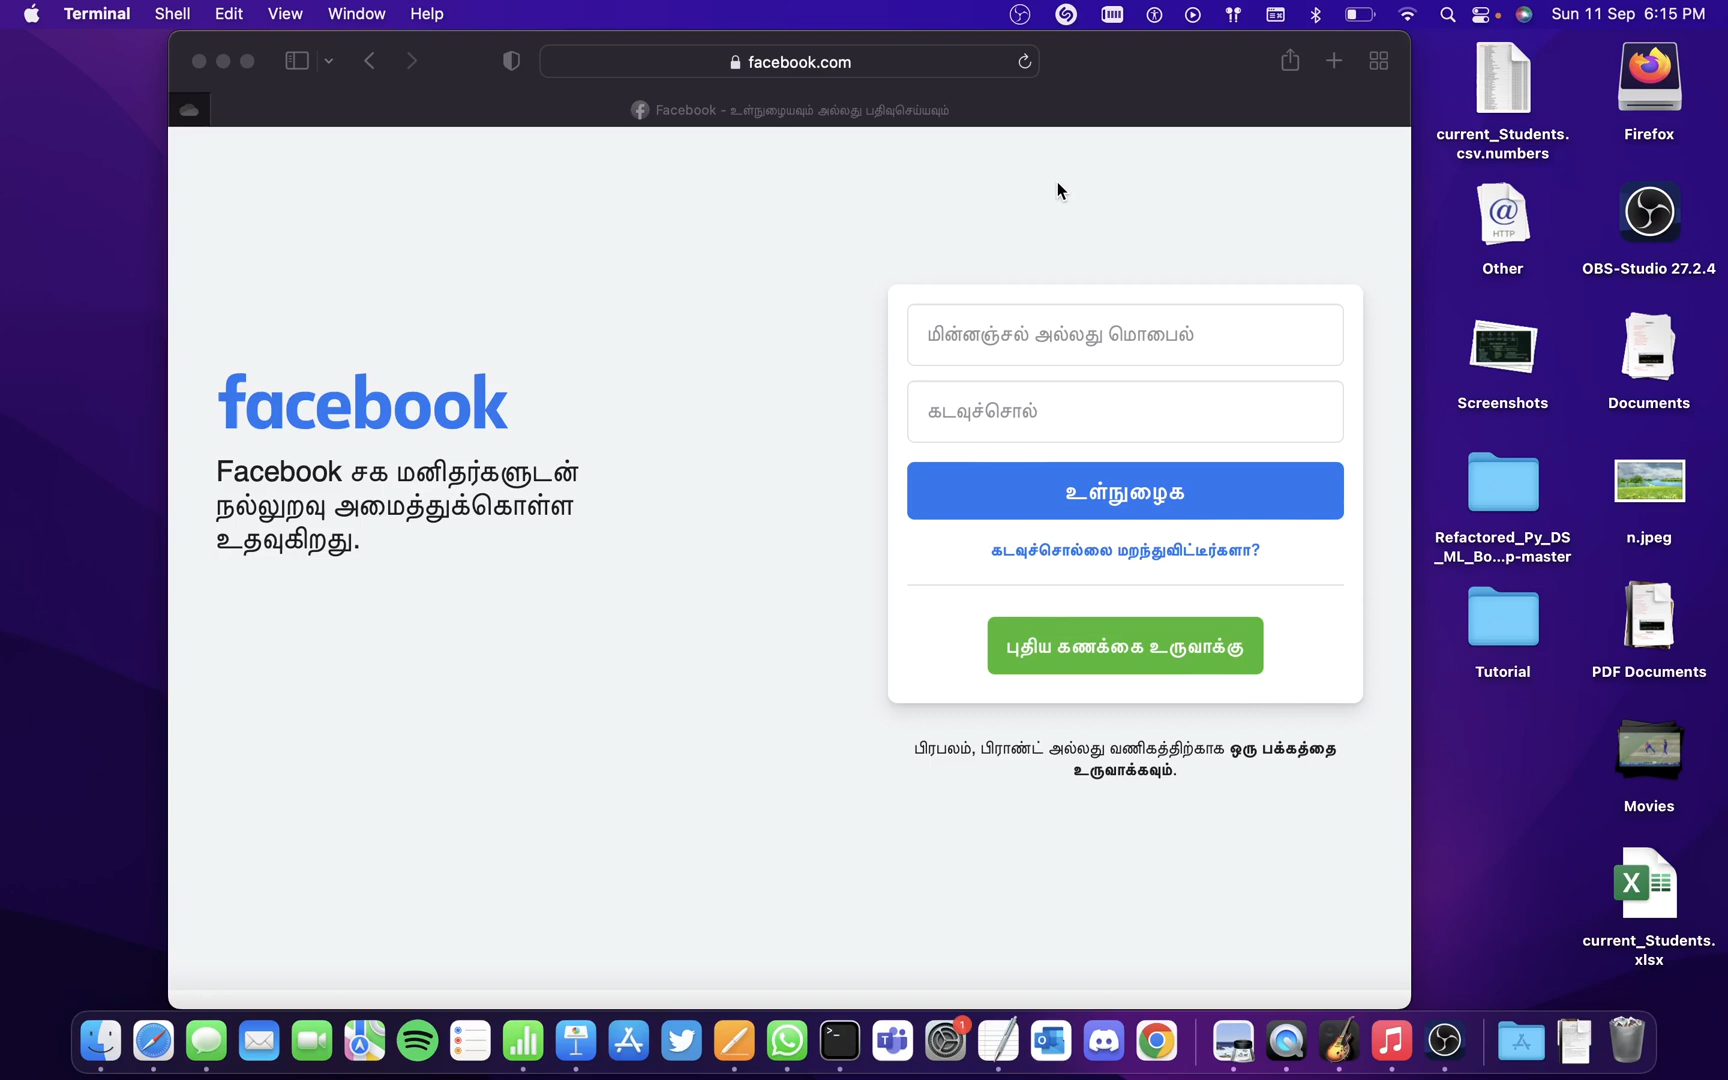 Terminal Shell Edit View Window Help
Sun 11 Sep 6:15 PM
facebook.com
Facebook - உள்நுழையவும் அல்லது பதிவுசெய்யவும்
facebook
Facebook சக மனிதர்களுடன்
நல்லுறவு அமைத்துக்கொள்ள
உதவுகிறது.
மின்னஞ்சல் அல்லது மொபைல்
கடவுச்சொல்
உள்நுழைக
கடவுச்சொல்லை மறந்துவிட்டீர்களா?
புதிய கணக்கை உருவாக்கு
பிரபலம், பிராண்ட் அல்லது வணிகத்திற்காக ஒரு பக்கத்தை
உருவாக்கவும்.
current_Students.
csv.numbers
Firefox
HTTP
Other
OBS-Studio 27.2.4
Screenshots
Documents
Refactored_Py_DS
_ML_Bo...p-master
n.jpeg
Tutorial
PDF Documents
Movies
X
current_Students.
xlsx
1